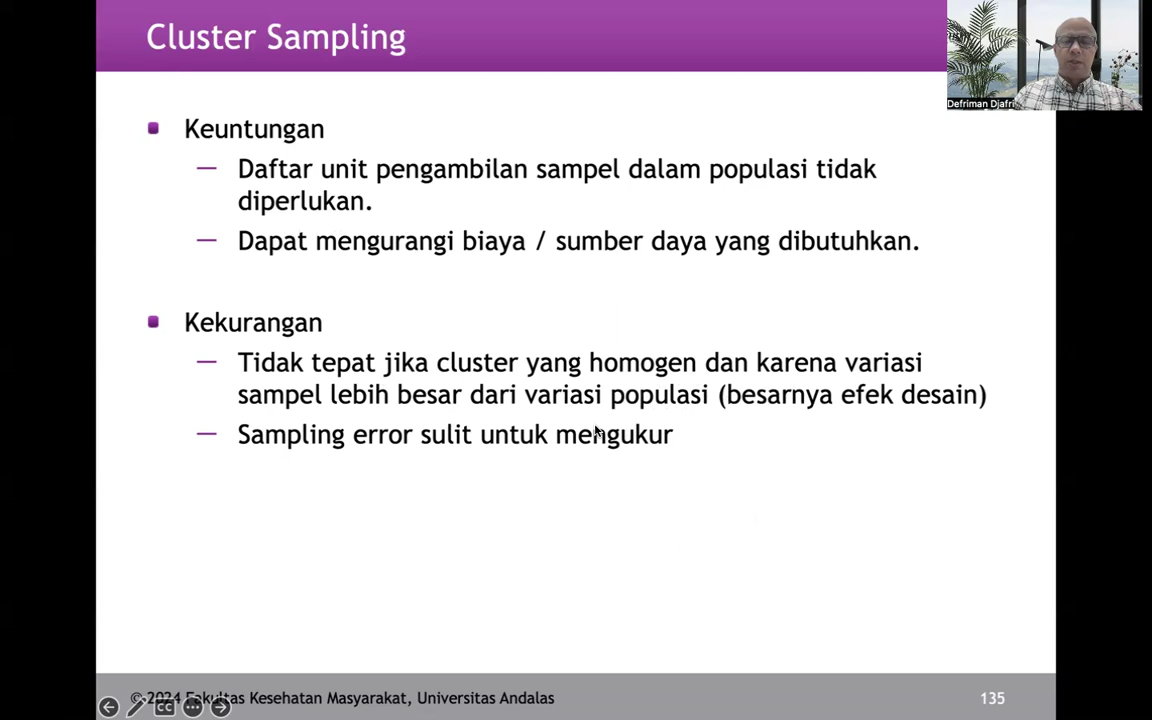 Cluster Sampling
Defriman Djafri
Keuntungan
Daftar unit pengambilan sampel dalam populasi tidak
diperlukan.
Dapat mengurangi biaya / sumber daya yang dibutuhkan.
Kekurangan
Tidak tepat jika cluster yang homogen dan karena variasi
sampel lebih besar dari variasi populasi (besarnya efek desain)
Sampling error sulit untuk mengukur
©2024 Fakultas Kesehatan Masyarakat, Universitas Andalas
CC
135